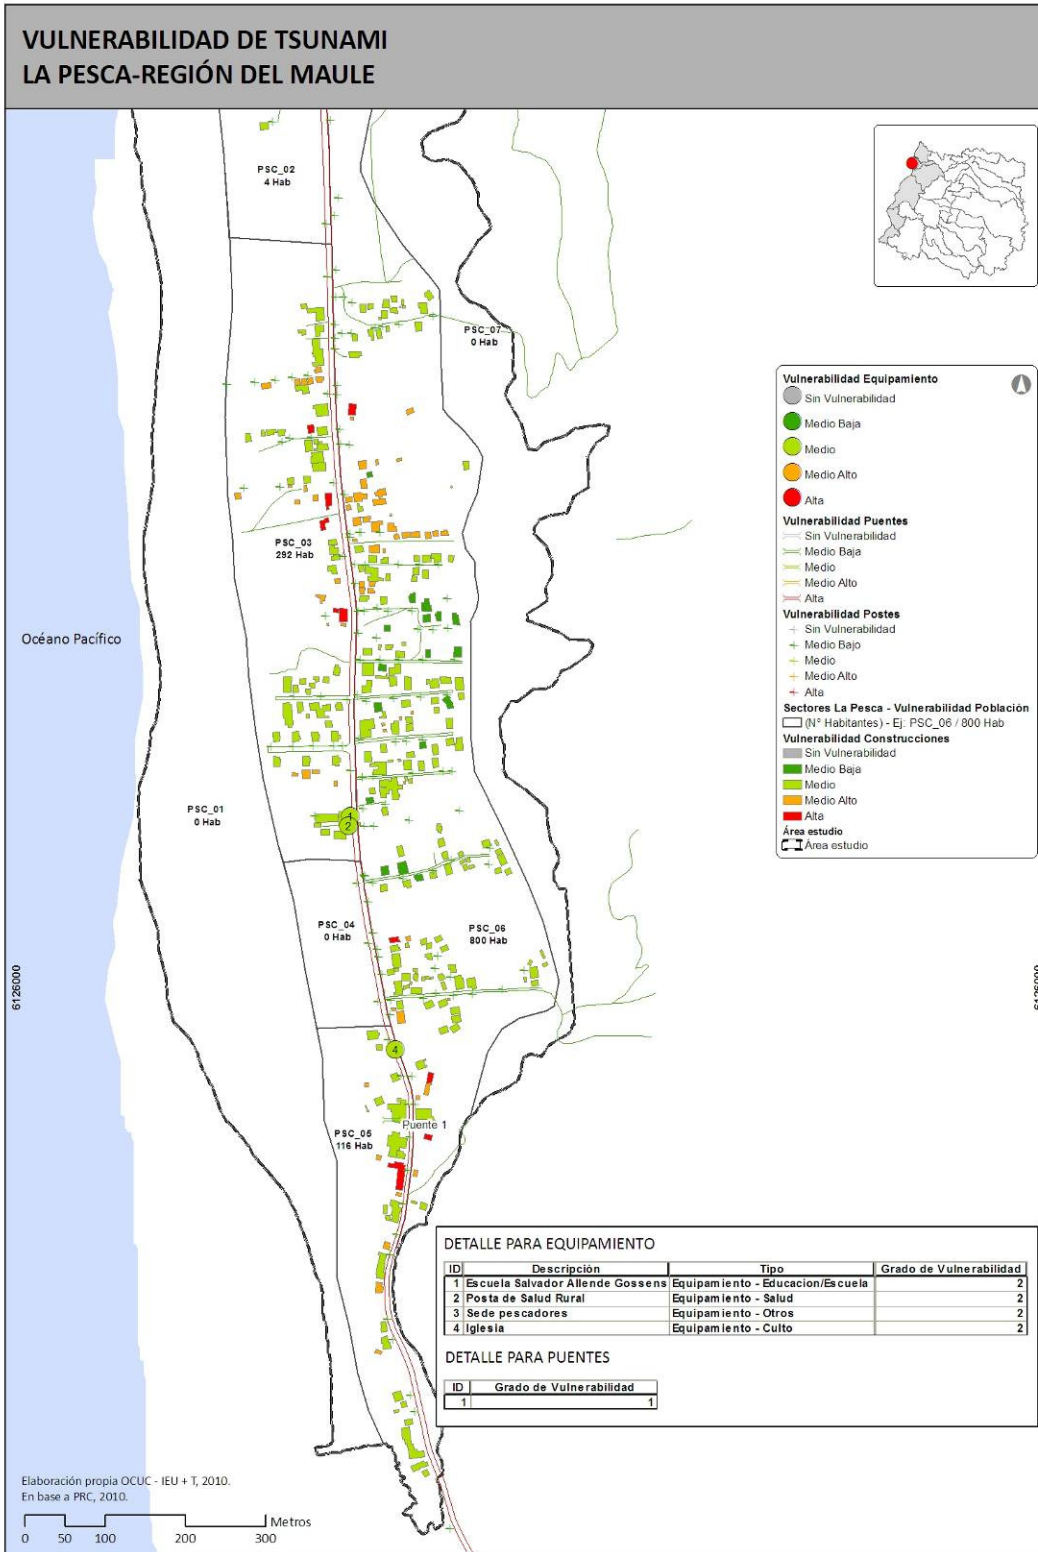 VULNERABILIDAD DE TSUNAMI
LA PESCA-REGIÓN DEL MAULE
PSC_02
4 Hab
PSC_07
0 Hab
Vulnerabilidad Equipamiento
Sin Vulnerabilidad
Medio Baja
Medio
Medio Alto
Alta
Vulnerabilidad Puentes
Sin Vulnerabilidad
Medio Baja
Medio
Medio Alto
Alta
Vulnerabilidad Postes
Sin Vulnerabilidad
Medio Bajo
Medio
Medio Alto
Alta
Sectores La Pesca - Vulnerabilidad Población
(N° Habitantes) - Ej: PSC_06 / 800 Hab
Vulnerabilidad Construcciones
Sin Vulnerabilidad
Medio Baja
Medio
Medio Alto
Alta
Área estudio
Área estudio
PSC_03
292 Hab
Océano Pacífico
PSC_01
0 Hab
1
2
PSC_04
0 Hab
PSC_06
800 Hab
6126000
6126000
4
Puente 1
PSC_05
116 Hab
DETALLE PARA EQUIPAMIENTO
ID Descripción Tipo Grado de Vulnerabilidad
1 Escuela Salvador Allende Gossens Equipamiento - Educacion/Escuela 2
2 Posta de Salud Rural Equipamiento - Salud 2
3 Sede pescadores Equipamiento - Otros 2
4 Iglesia Equipamiento - Culto 2
DETALLE PARA PUENTES
ID Grado de Vulnerabilidad
1 1
Elaboración propia OCUC - IEU + T, 2010.
En base a PRC, 2010.
Metros
0 50 100 200 300